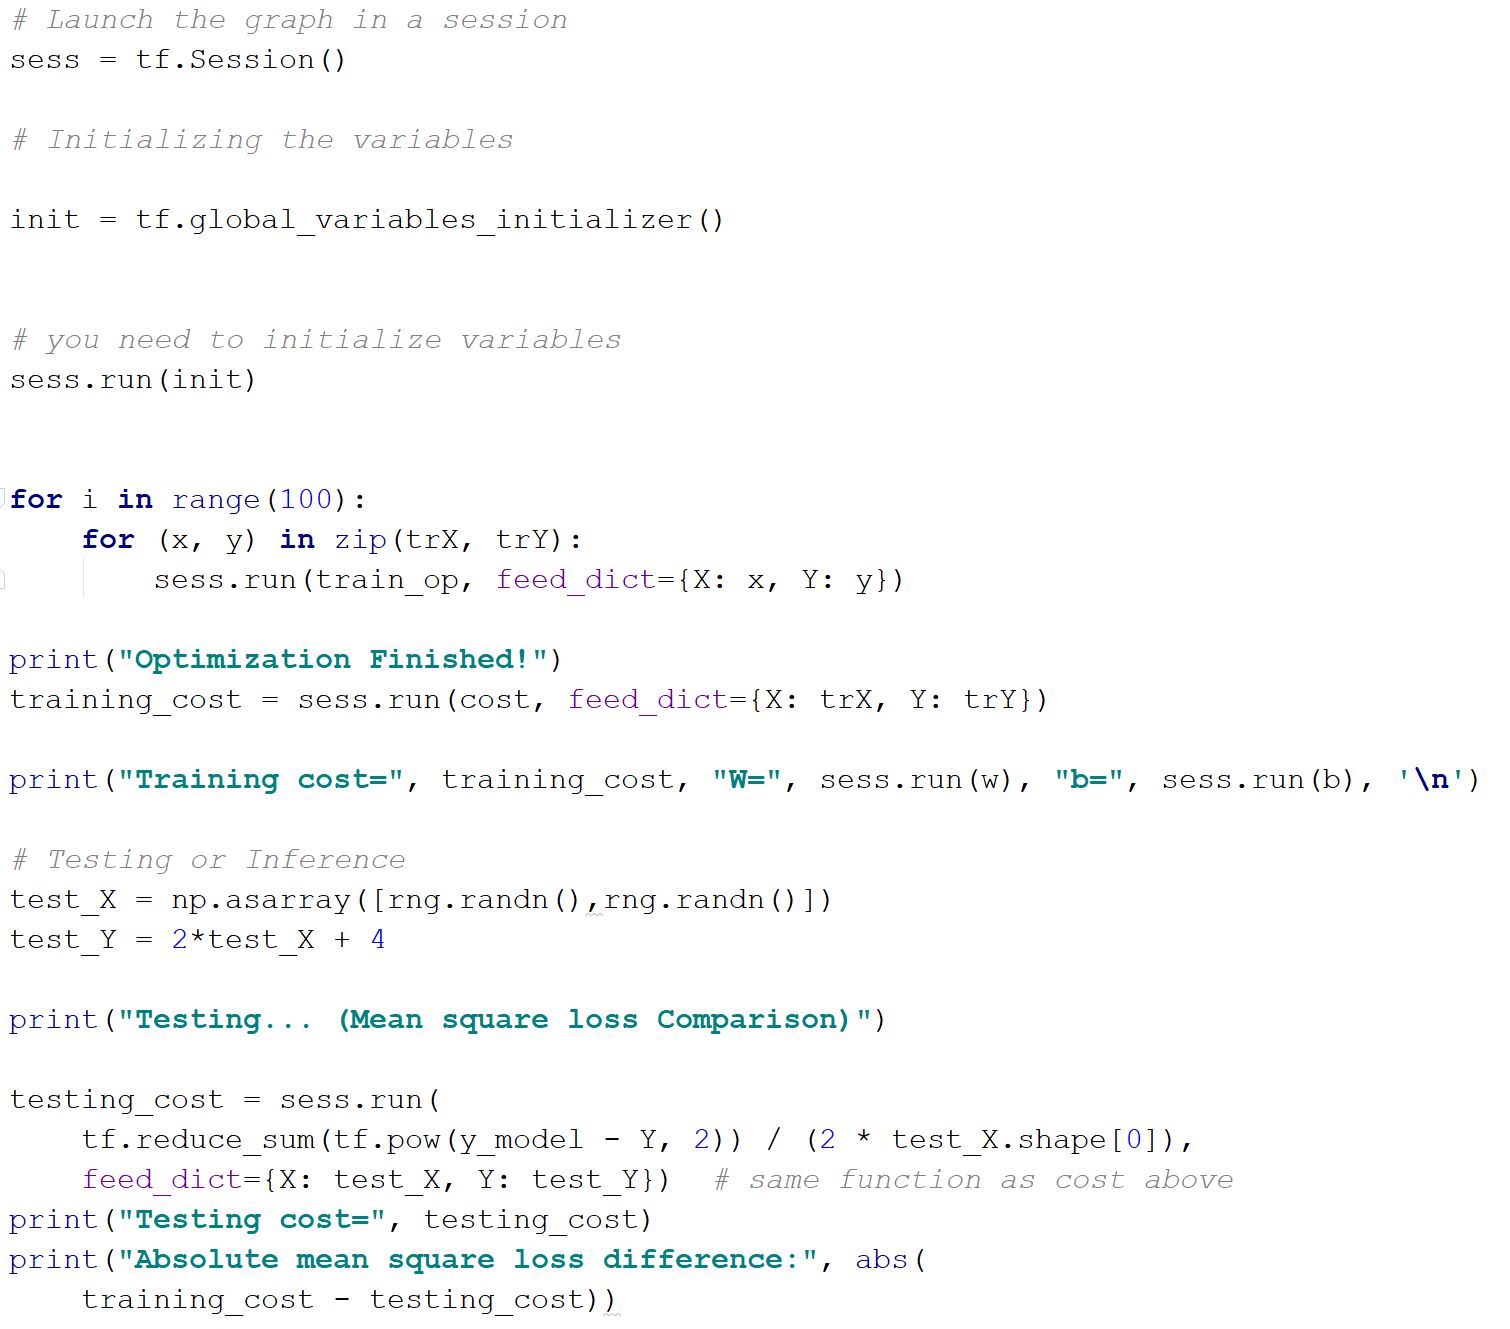 # Launch the graph in a session
sess = tf.Session()
# Initializing the variables
init = tf.global_variables_initializer()
# you need to initialize variables
sess.run(init)
for i in range(100):
    for (x, y) in zip(trX, trY):
        sess.run(train_op, feed_dict={X: x, Y: y})
print("Optimization Finished!")
training_cost = sess.run(cost, feed_dict={X: trX, Y: trY})
print("Training cost=", training_cost, "W=", sess.run(w), "b=", sess.run(b), '\n')
# Testing or Inference
test_X = np.asarray([rng.randn(),rng.randn()])
test_Y = 2*test_X + 4
print("Testing... (Mean square loss Comparison)")
testing_cost = sess.run(
    tf.reduce_sum(tf.pow(y_model - Y, 2)) / (2 * test_X.shape[0]),
    feed_dict={X: test_X, Y: test_Y})  # same function as cost above
print("Testing cost=", testing_cost)
print("Absolute mean square loss difference:", abs(
    training_cost - testing_cost))